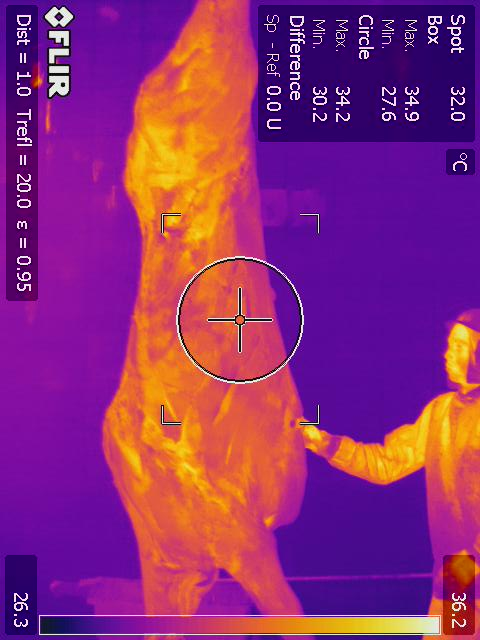 Spot 32.0
Box
Max. 34.9
Min. 27.6
Circle
Max. 34.2
Min. 30.2
Difference
Sp - Ref 0.0 U
°C
36.2
26.3
FLIR
Dist = 1.0 Trefl = 20.0 ε = 0.95